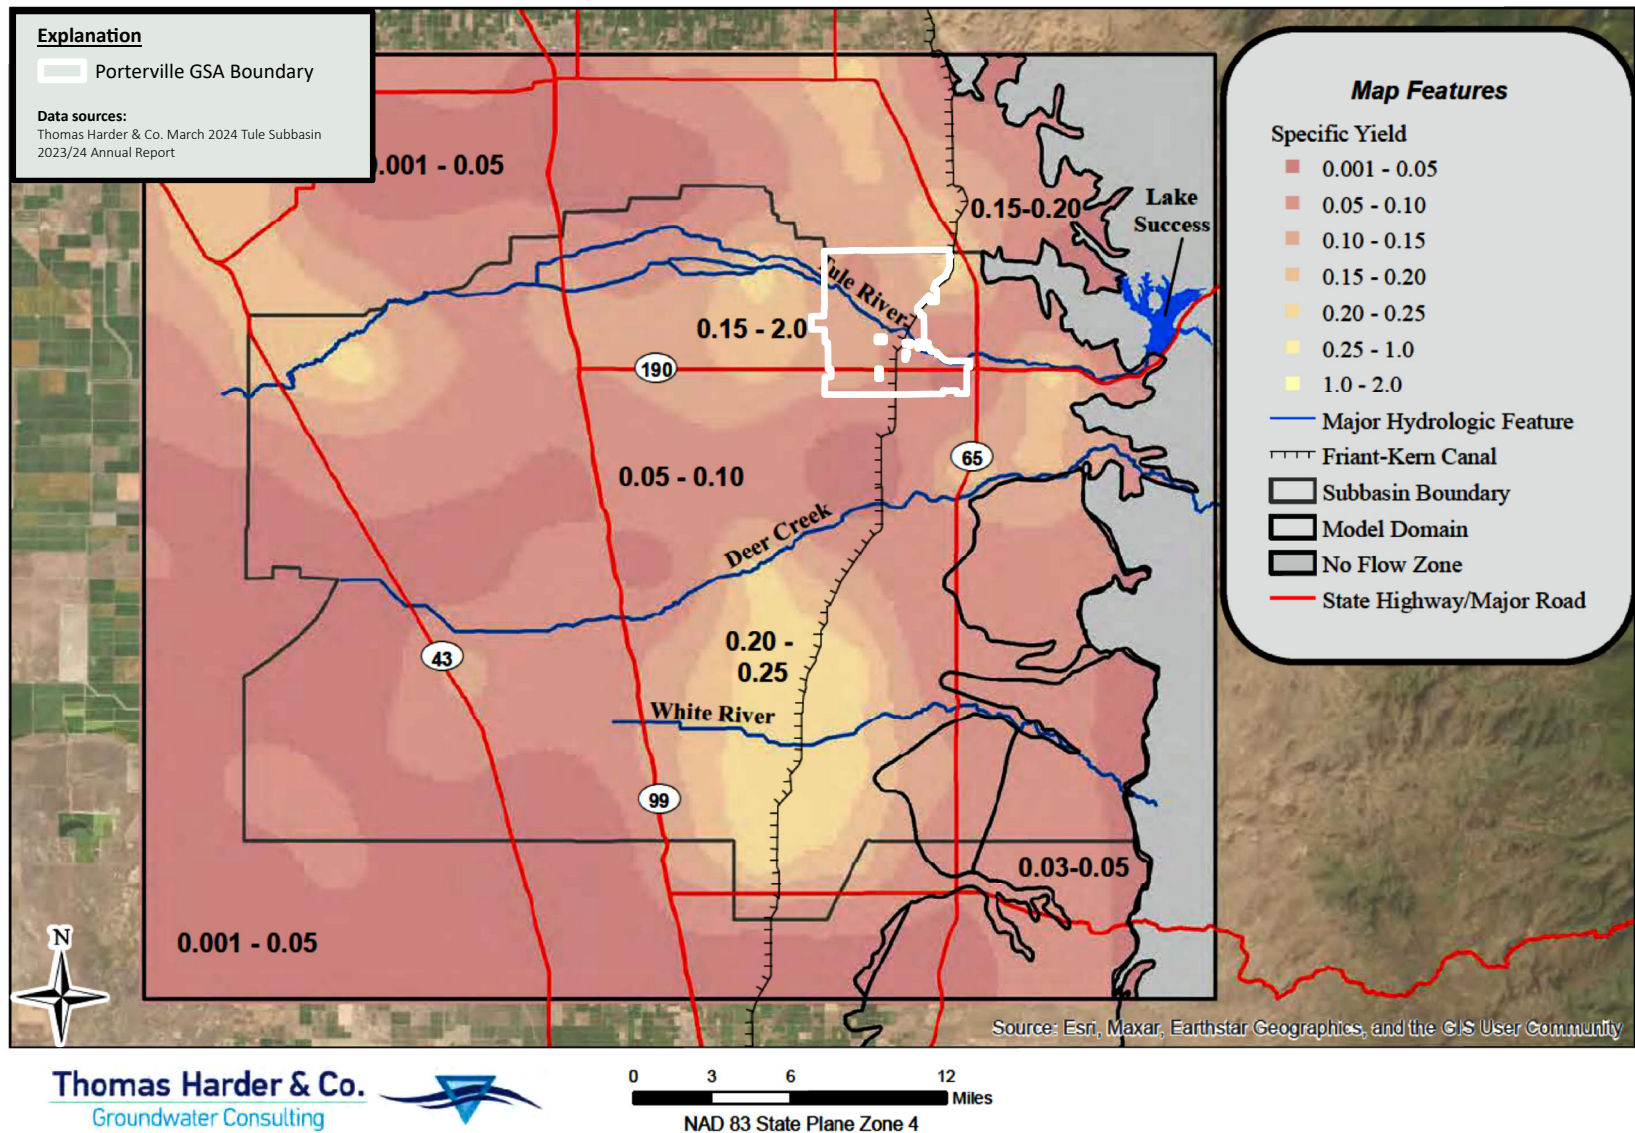 Explanation
Porterville GSA Boundary
Data sources:
Thomas Harder & Co. March 2024 Tule Subbasin
2023/24 Annual Report
.001 - 0.05
0.15-0.20
Lake
Success
Tule River
0.15 - 2.0
190
0.05 - 0.10
65
Deer Creek
0.20 -
0.25
43
White River
99
0.03-0.05
0.001 - 0.05
N
Source: Esri, Maxar, Earthstar Geographics, and the GIS User Community
Map Features
Specific Yield
0.001 - 0.05
0.05 - 0.10
0.10 - 0.15
0.15 - 0.20
0.20 - 0.25
0.25 - 1.0
1.0 - 2.0
Major Hydrologic Feature
Friant-Kern Canal
Subbasin Boundary
Model Domain
No Flow Zone
State Highway/Major Road
Thomas Harder & Co.
Groundwater Consulting
0 3 6 12
Miles
NAD 83 State Plane Zone 4